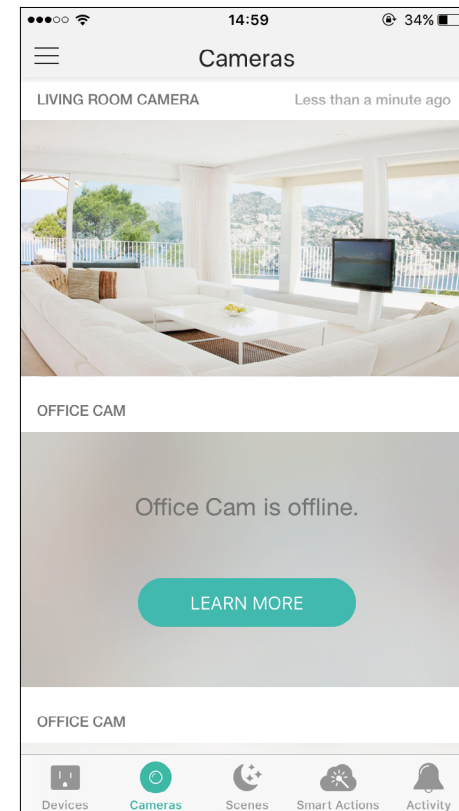 14:59
34%
Cameras
LIVING ROOM CAMERA Less than a minute ago
OFFICE CAM
Office Cam is offline.
LEARN MORE
OFFICE CAM
Devices Cameras Scenes Smart Actions Activity